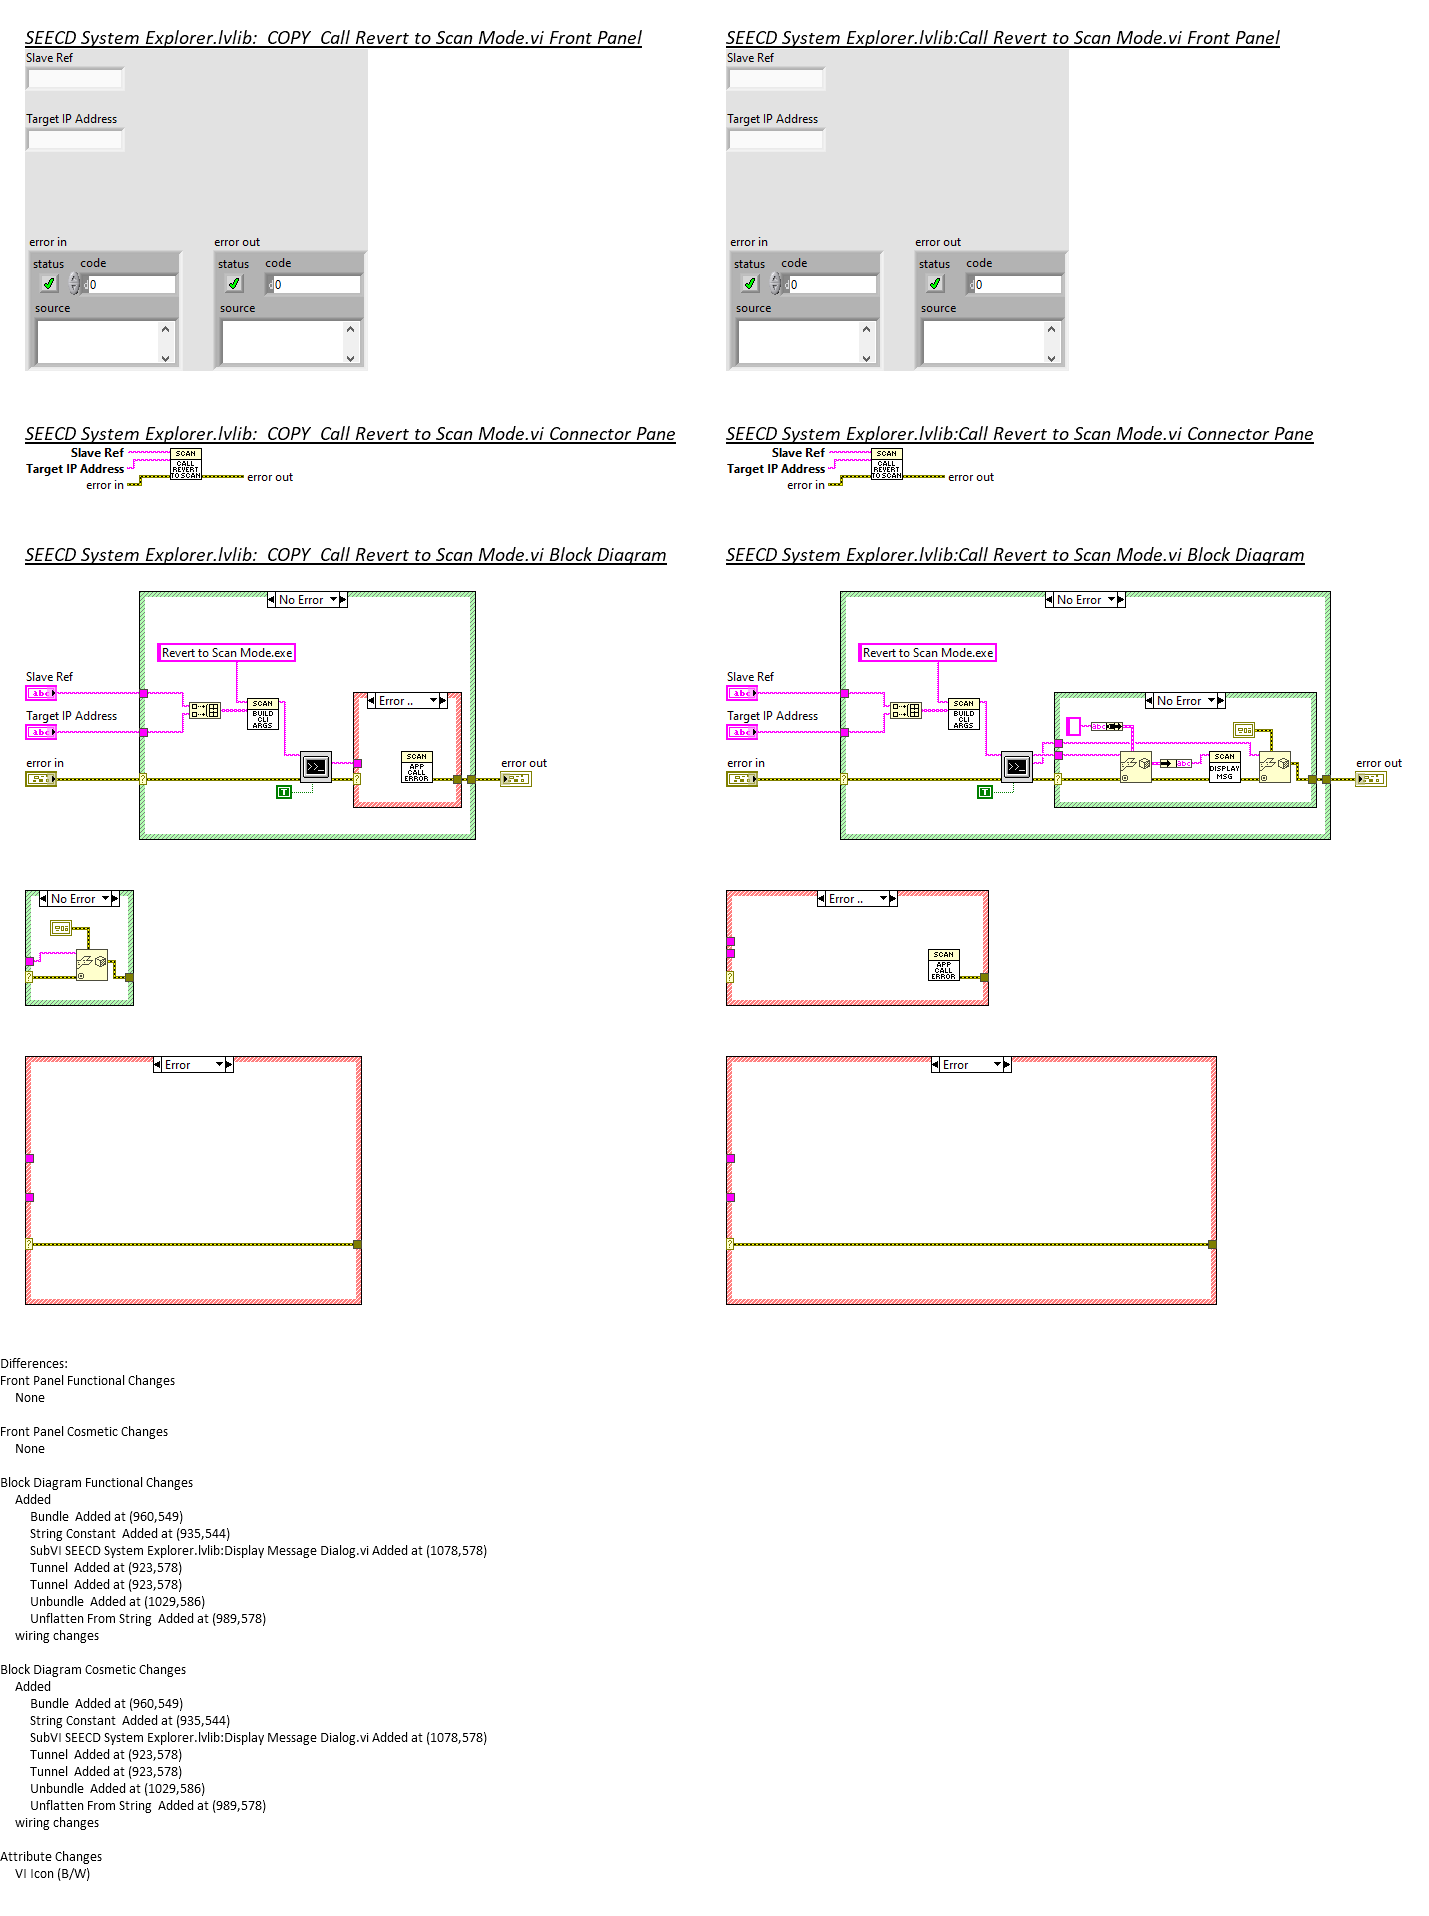 SEECD System Explorer.lvlib:_COPY_Call Revert to Scan Mode.vi Front Panel
Slave Ref
Target IP Address
error in
error out
status
code
0
status
code
0
source
source
SEECD System Explorer.lvlib:Call Revert to Scan Mode.vi Front Panel
Slave Ref
Target IP Address
error in
error out
status
code
0
status
code
0
source
source
SEECD System Explorer.lvlib:_COPY_Call Revert to Scan Mode.vi Connector Pane
Slave Ref
Target IP Address
error in
SCAN
CALL
REVERT
TO SCAN
error out
SEECD System Explorer.lvlib:Call Revert to Scan Mode.vi Connector Pane
Slave Ref
Target IP Address
error in
SCAN
CALL
REVERT
TO SCAN
error out
SEECD System Explorer.lvlib:_COPY_Call Revert to Scan Mode.vi Block Diagram
No Error
Revert to Scan Mode.exe
Slave Ref
abc
Target IP Address
abc
error in
SCAN
BUILD
CLI
ARGS
T
Error ..
SCAN
APP
CALL
ERROR
error out
SEECD System Explorer.lvlib:Call Revert to Scan Mode.vi Block Diagram
No Error
Revert to Scan Mode.exe
Slave Ref
abc
Target IP Address
abc
error in
SCAN
BUILD
CLI
ARGS
T
No Error
abc
abc
SCAN
DISPLAY
MSG
error out
No Error
Error ..
SCAN
APP
CALL
ERROR
Error
Error
Differences:
Front Panel Functional Changes
None
Front Panel Cosmetic Changes
None
Block Diagram Functional Changes
Added
Bundle  Added at (960,549)
String Constant  Added at (935,544)
SubVI SEECD System Explorer.lvlib:Display Message Dialog.vi Added at (1078,578)
Tunnel  Added at (923,578)
Tunnel  Added at (923,578)
Unbundle  Added at (1029,586)
Unflatten From String  Added at (989,578)
wiring changes
Block Diagram Cosmetic Changes
Added
Bundle  Added at (960,549)
String Constant  Added at (935,544)
SubVI SEECD System Explorer.lvlib:Display Message Dialog.vi Added at (1078,578)
Tunnel  Added at (923,578)
Tunnel  Added at (923,578)
Unbundle  Added at (1029,586)
Unflatten From String  Added at (989,578)
wiring changes
Attribute Changes
VI Icon (B/W)